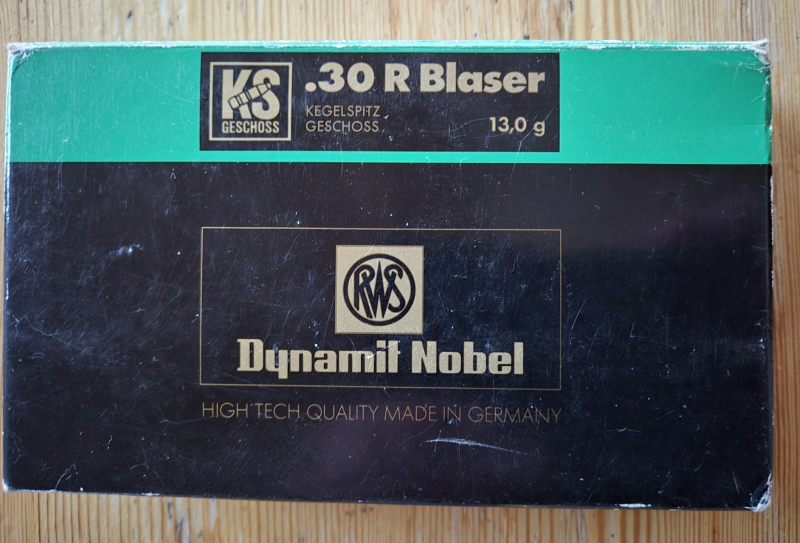 KS
GESCHOSS
.30 R Blaser
KEGELSPITZ
GESCHOSS
13,0 g
RWS
Dynamit Nobel
HIGH TECH QUALITY MADE IN GERMANY